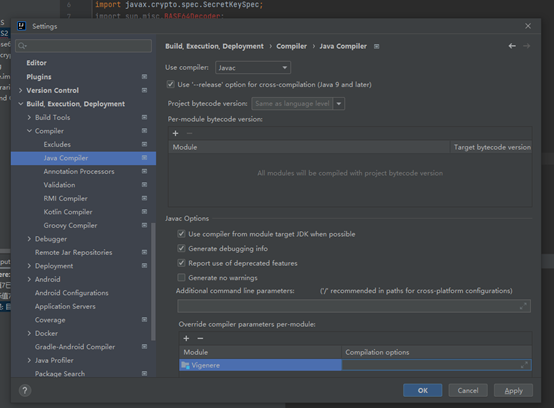 import javax.crypto.spec.SecretKeySpec;
import sun.misc.BASE64Decoder;
Settings
Editor
Plugins
Version Control
Build, Execution, Deployment
Build Tools
Compiler
Excludes
Java Compiler
Annotation Processors
Validation
RMI Compiler
Kotlin Compiler
Groovy Compiler
Debugger
Remote Jar Repositories
Deployment
Android
Android Configurations
Application Servers
Coverage
Docker
Gradle-Android Compiler
Java Profiler
Package Search
Build, Execution, Deployment › Compiler › Java Compiler
Use compiler: Javac
Use '--release' option for cross-compilation (Java 9 and later)
Project bytecode version: Same as language level
Per-module bytecode version:
+ −
Module Target bytecode version
All modules will be compiled with project bytecode version
Javac Options
Use compiler from module target JDK when possible
Generate debugging info
Report use of deprecated features
Generate no warnings
Additional command line parameters: ('/' recommended in paths for cross-platform configurations)
Override compiler parameters per-module:
+ −
Module Compilation options
Vigenere
? OK Cancel Apply